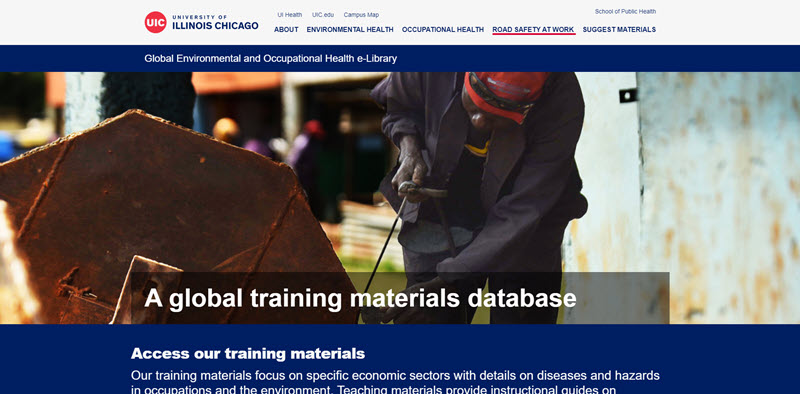 UI Health UIC.edu Campus Map School of Public Health
UIC UNIVERSITY OF
ILLINOIS CHICAGO
ABOUT ENVIRONMENTAL HEALTH OCCUPATIONAL HEALTH ROAD SAFETY AT WORK SUGGEST MATERIALS
Global Environmental and Occupational Health e-Library
A global training materials database
Access our training materials
Our training materials focus on specific economic sectors with details on diseases and hazards
in occupations and the environment. Teaching materials provide instructional guides on